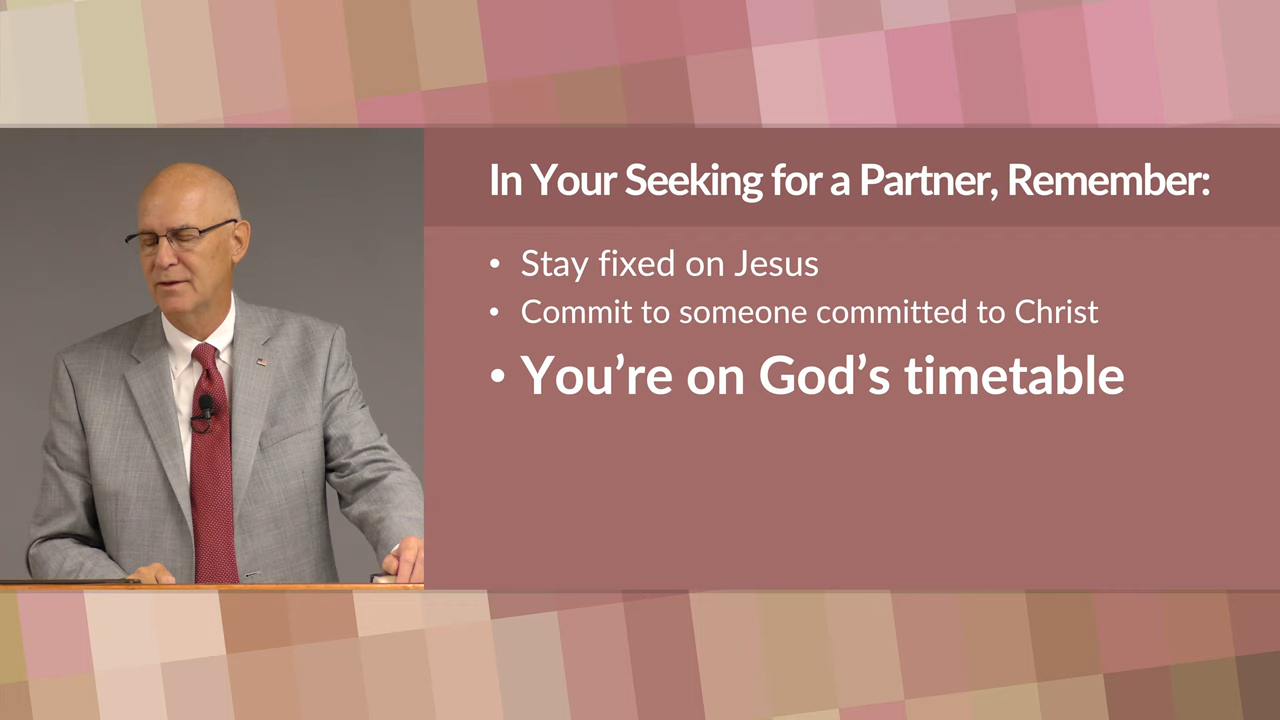 In Your Seeking for a Partner, Remember:
• Stay fixed on Jesus
• Commit to someone committed to Christ
• You’re on God’s timetable